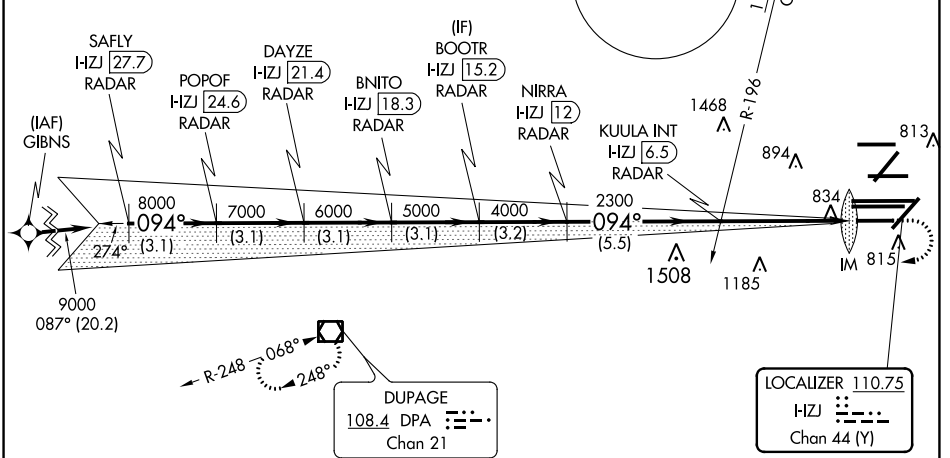 SAFLY
I-IZJ 27.7
RADAR
POPOF
I-IZJ 24.6
RADAR
DAYZE
I-IZJ 21.4
RADAR
BNITO
I-IZJ 18.3
RADAR
(IF)
BOOTR
I-IZJ 15.2
RADAR
NIRRA
I-IZJ 12
RADAR
KUULA INT
I-IZJ 6.5
RADAR
R-196
1468
894
813
834
815
IM
1508
1185
(IAF)
GIBNS
8000
7000
6000
5000
4000
2300
094°
094°
(3.1)
(3.1)
(3.1)
(3.1)
(3.2)
(5.5)
274°
9000
087° (20.2)
R-248
068°
248°
DUPAGE
108.4 DPA
Chan 21
LOCALIZER 110.75
I-IZJ
Chan 44 (Y)